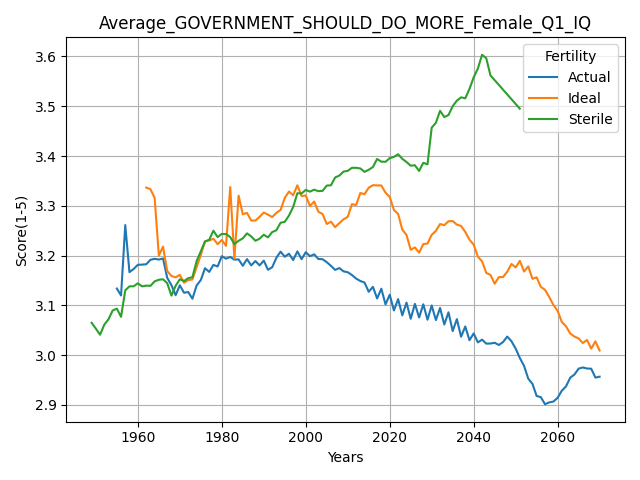 Average_GOVERNMENT_SHOULD_DO_MORE_Female_Q1_IQ
Fertility
Actual
Ideal
Sterile
3.6
3.5
3.4
3.3
3.2
3.1
3.0
2.9
Score(1-5)
1960
1980
2000
2020
2040
2060
Years